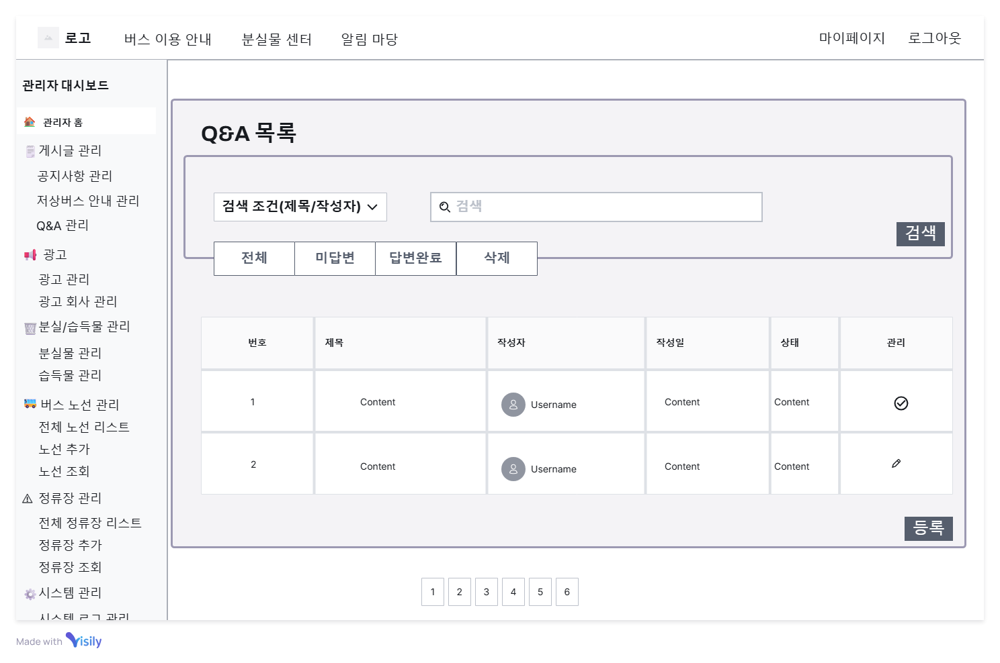 로고
버스 이용 안내
분실물 센터
알림 마당
마이페이지
로그아웃
관리자 대시보드
관리자 홈
게시글 관리
공지사항 관리
저상버스 안내 관리
Q&A 관리
광고
광고 관리
광고 회사 관리
분실/습득물 관리
분실물 관리
습득물 관리
버스 노선 관리
전체 노선 리스트
노선 추가
노선 조회
정류장 관리
전체 정류장 리스트
정류장 추가
정류장 조회
시스템 관리
시스템 로그 관리
Q&A 목록
검색 조건(제목/작성자)
검색
검색
전체
미답변
답변완료
삭제
번호
제목
작성자
작성일
상태
관리
1
Content
Username
Content
Content
2
Content
Username
Content
Content
등록
1
2
3
4
5
6
Made with Visily